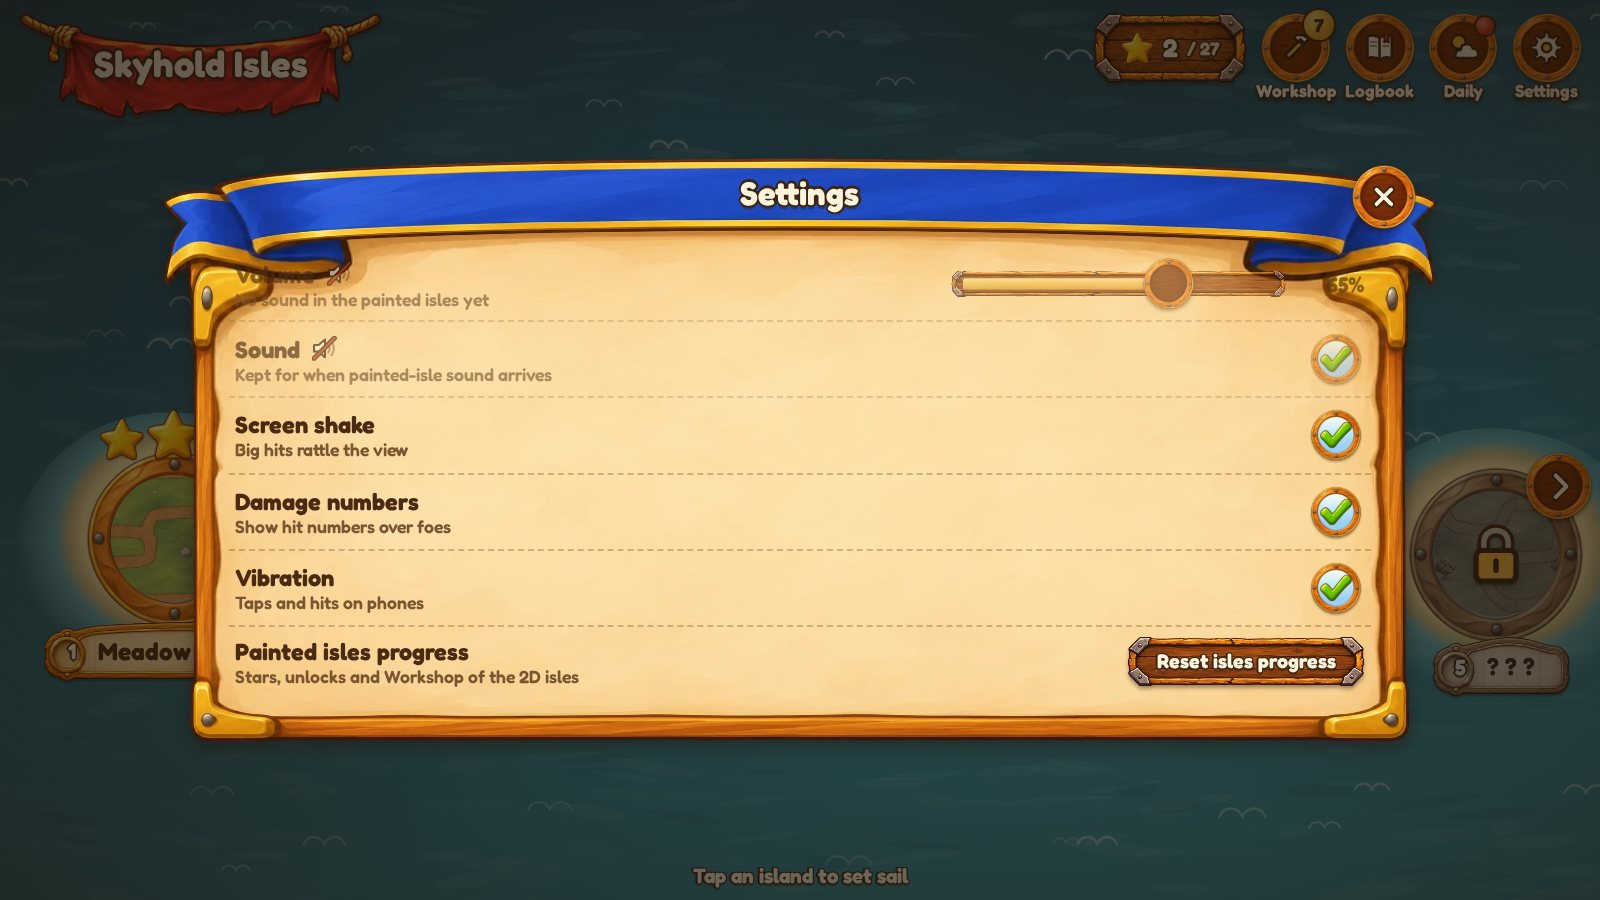 Skyhold Isles
2 / 27
7
Workshop
Logbook
Daily
Settings
Settings
Volume
No sound in the painted isles yet
65%
Sound
Kept for when painted-isle sound arrives
Screen shake
Big hits rattle the view
Damage numbers
Show hit numbers over foes
Vibration
Taps and hits on phones
Painted isles progress
Stars, unlocks and Workshop of the 2D isles
Reset isles progress
1 Meadow
5 ???
Tap an island to set sail